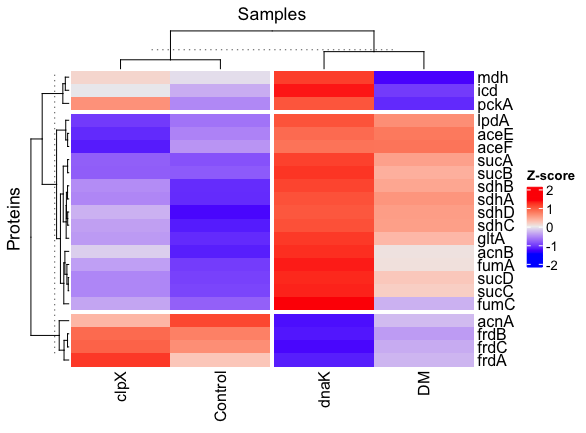 Samples
Proteins
mdh
icd
pckA
lpdA
aceE
aceF
sucA
sucB
sdhB
sdhA
sdhD
sdhC
gltA
acnB
fumA
sucD
sucC
fumC
acnA
frdB
frdC
frdA
clpX
Control
dnaK
DM
Z-score
2
1
0
-1
-2